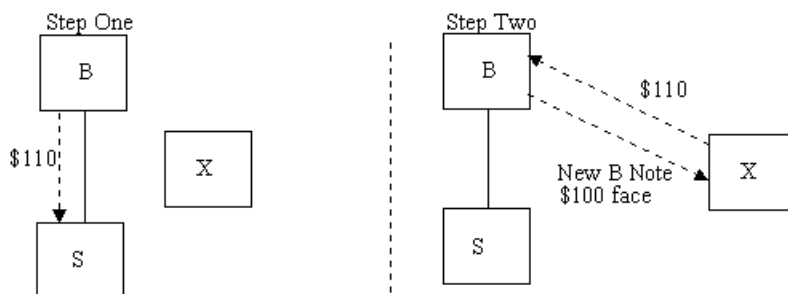 Step One
B
$110
X
S
Step Two
B
$110
New B Note
$100 face
X
S